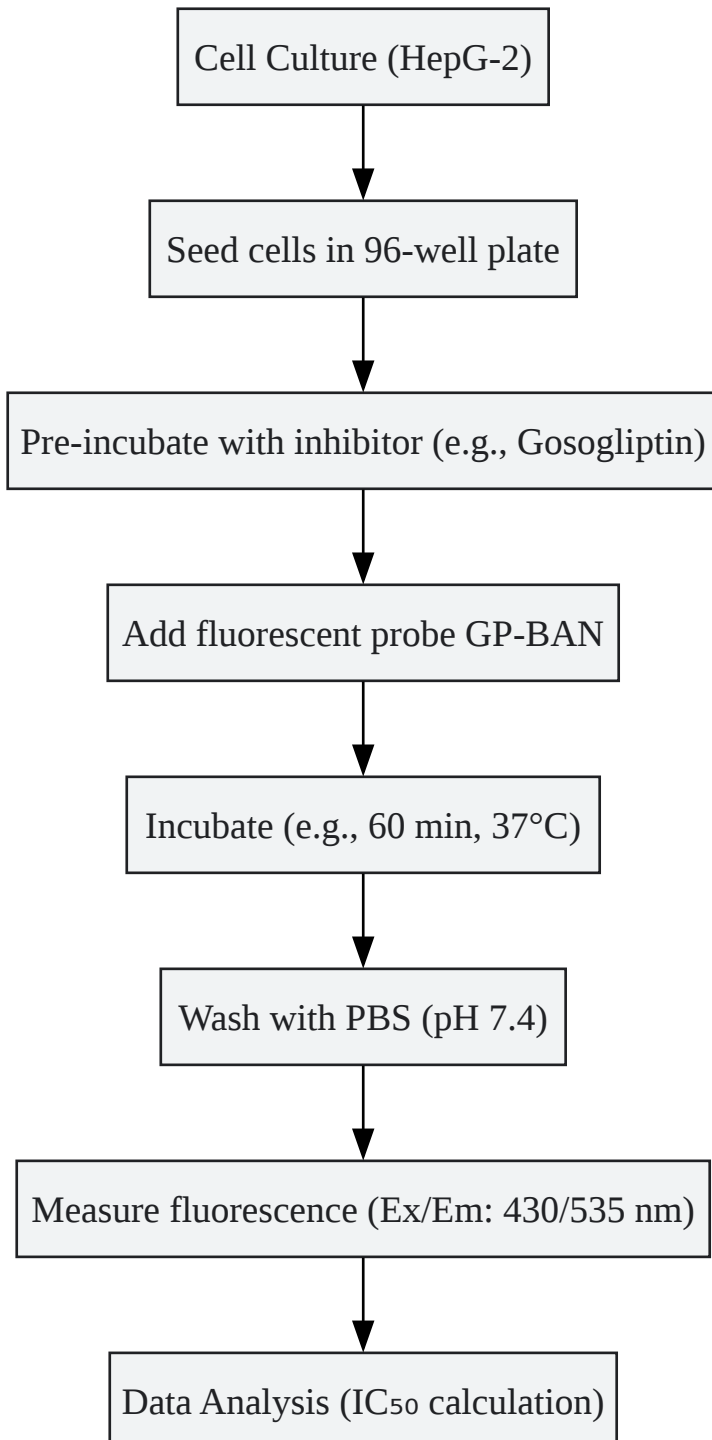 Cell Culture (HepG-2)
Seed cells in 96-well plate
Pre-incubate with inhibitor (e.g., Gosogliptin)
Add fluorescent probe GP-BAN
Incubate (e.g., 60 min, 37°C)
Wash with PBS (pH 7.4)
Measure fluorescence (Ex/Em: 430/535 nm)
Data Analysis (IC₅₀ calculation)